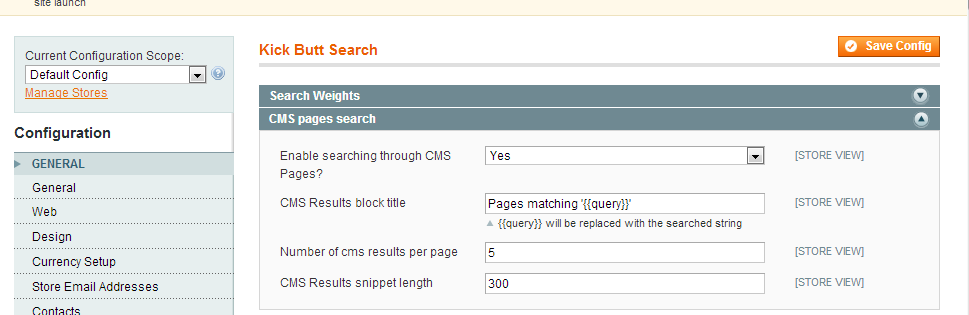 site launch
Current Configuration Scope:
Default Config
Manage Stores
Configuration
GENERAL
General
Web
Design
Currency Setup
Store Email Addresses
Contacts
Kick Butt Search
Save Config
Search Weights
CMS pages search
Enable searching through CMS
Pages?
Yes
[STORE VIEW]
CMS Results block title
Pages matching '{{query}}'
[STORE VIEW]
{{query}} will be replaced with the searched string
Number of cms results per page
5
[STORE VIEW]
CMS Results snippet length
300
[STORE VIEW]